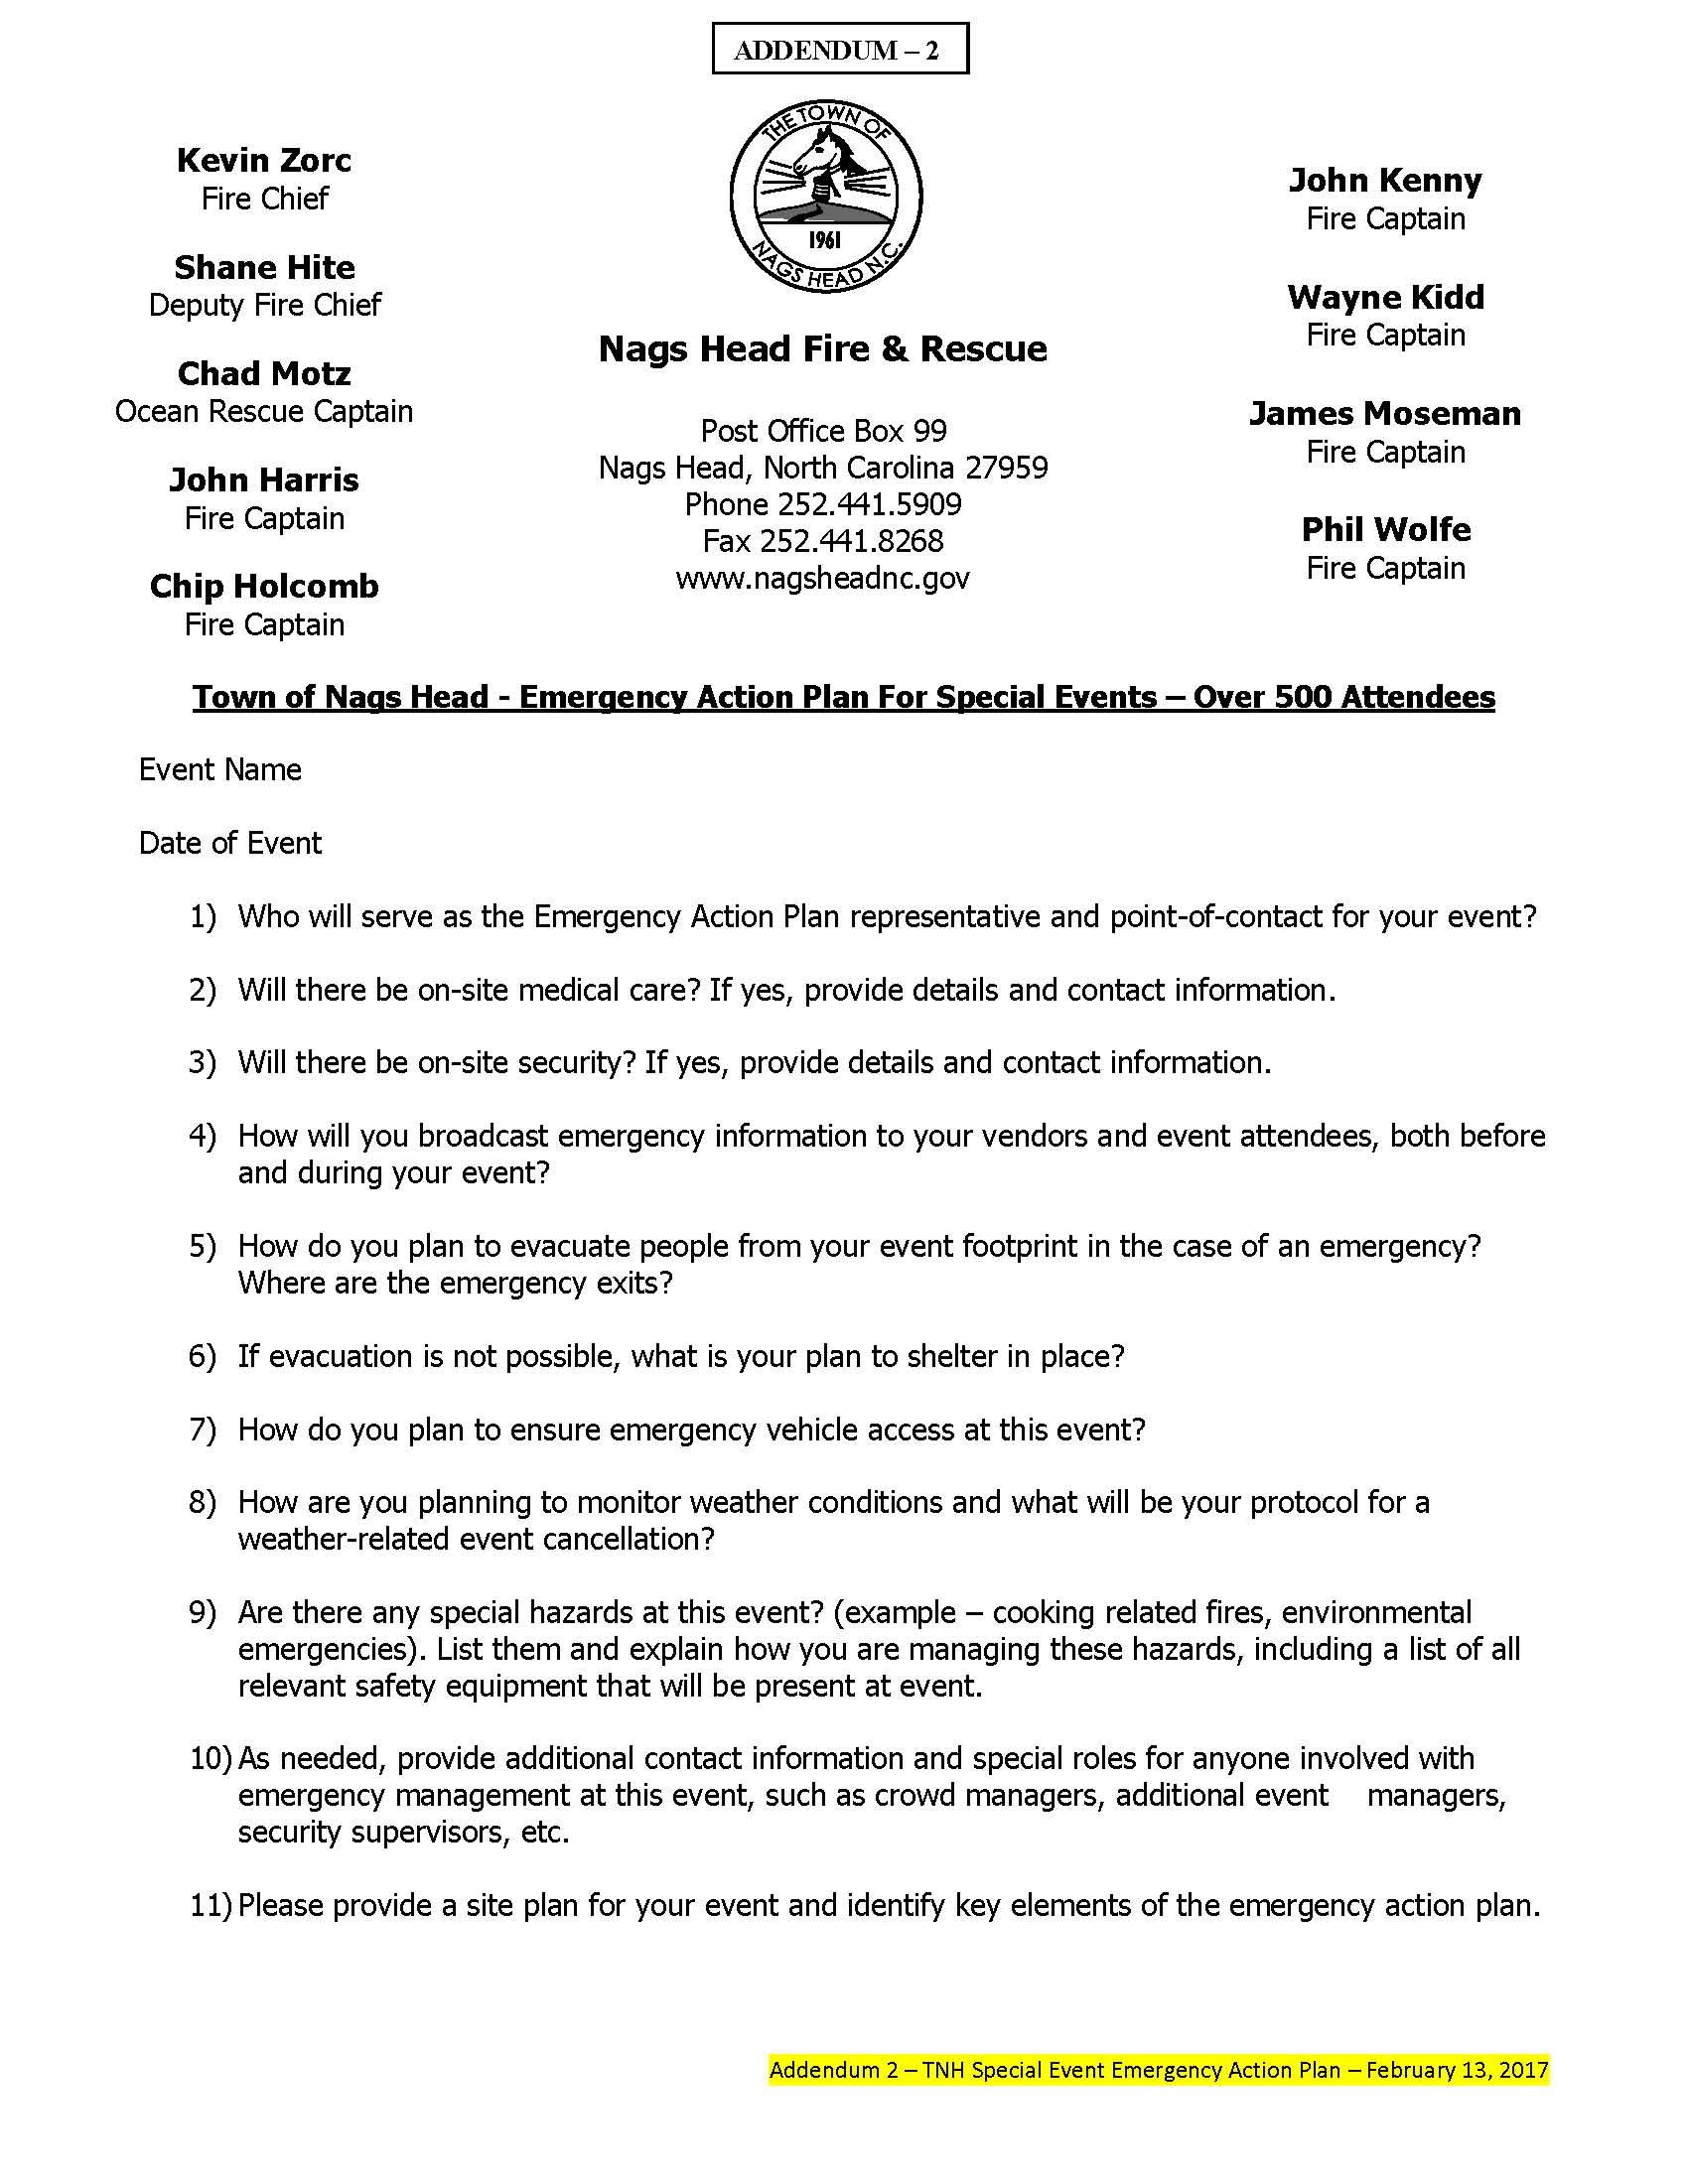 ADDENDUM – 2
Kevin Zorc
Fire Chief
Shane Hite
Deputy Fire Chief
Chad Motz
Ocean Rescue Captain
John Harris
Fire Captain
Chip Holcomb
Fire Captain
THE TOWN OF
1961
NAGS HEAD N.C.
Nags Head Fire & Rescue
Post Office Box 99
Nags Head, North Carolina 27959
Phone 252.441.5909
Fax 252.441.8268
www.nagsheadnc.gov
John Kenny
Fire Captain
Wayne Kidd
Fire Captain
James Moseman
Fire Captain
Phil Wolfe
Fire Captain
Town of Nags Head - Emergency Action Plan For Special Events – Over 500 Attendees
Event Name
Date of Event
1) Who will serve as the Emergency Action Plan representative and point-of-contact for your event?
2) Will there be on-site medical care? If yes, provide details and contact information.
3) Will there be on-site security? If yes, provide details and contact information.
4) How will you broadcast emergency information to your vendors and event attendees, both before
and during your event?
5) How do you plan to evacuate people from your event footprint in the case of an emergency?
Where are the emergency exits?
6) If evacuation is not possible, what is your plan to shelter in place?
7) How do you plan to ensure emergency vehicle access at this event?
8) How are you planning to monitor weather conditions and what will be your protocol for a
weather-related event cancellation?
9) Are there any special hazards at this event? (example – cooking related fires, environmental
emergencies). List them and explain how you are managing these hazards, including a list of all
relevant safety equipment that will be present at event.
10) As needed, provide additional contact information and special roles for anyone involved with
emergency management at this event, such as crowd managers, additional event managers,
security supervisors, etc.
11) Please provide a site plan for your event and identify key elements of the emergency action plan.
Addendum 2 – TNH Special Event Emergency Action Plan – February 13, 2017